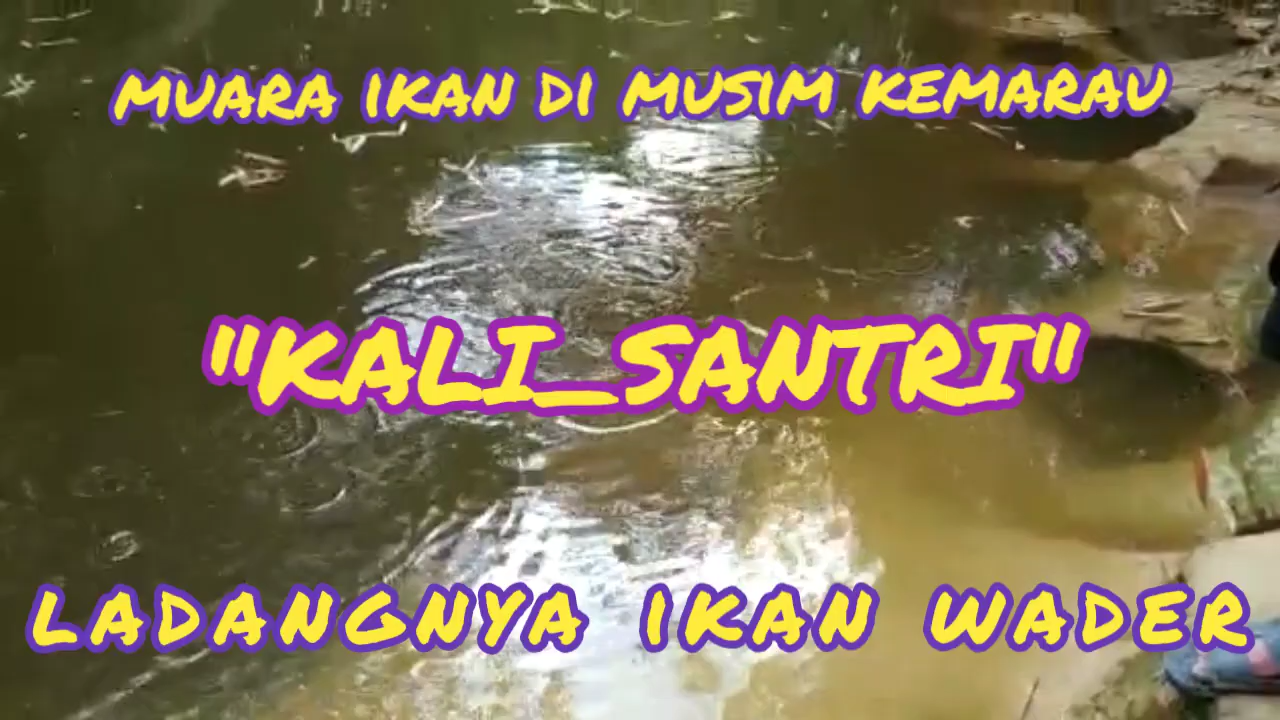 MUARA IKAN DI MUSIM KEMARAU
"KALI_SANTRI"
LADANGNYA IKAN WADER